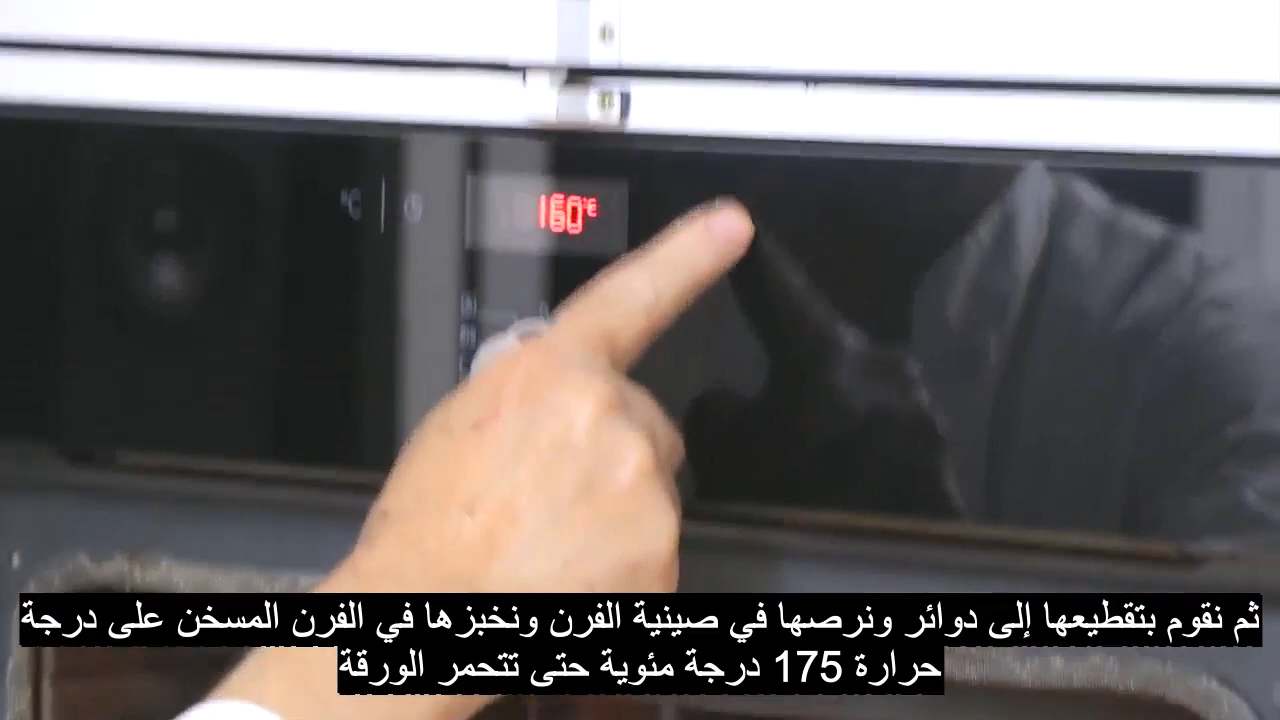 °C
160°C
ثم نقوم بتقطيعها إلى دوائر ونرصها في صينية الفرن ونخبزها في الفرن المسخن على درجة
حرارة 175 درجة مئوية حتى تتحمر الورقة